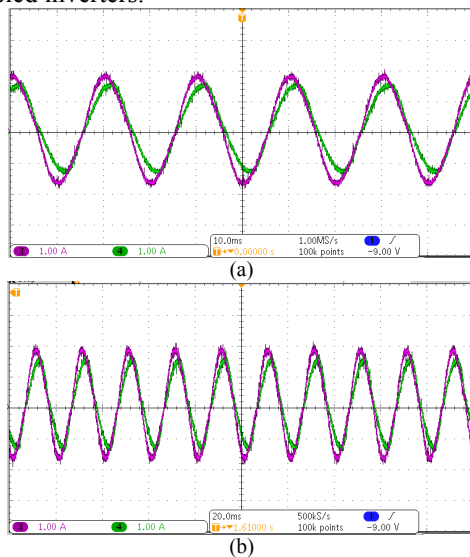 inverters.
T
3 1.00 A 4 1.00 A 10.0ms 1.00MS/s 1
T→▼0.00000 s 100k points −9.00 V
(a)
T
3 1.00 A 4 1.00 A 20.0ms 500kS/s 1
T→▼1.61000 s 100k points −9.00 V
(b)